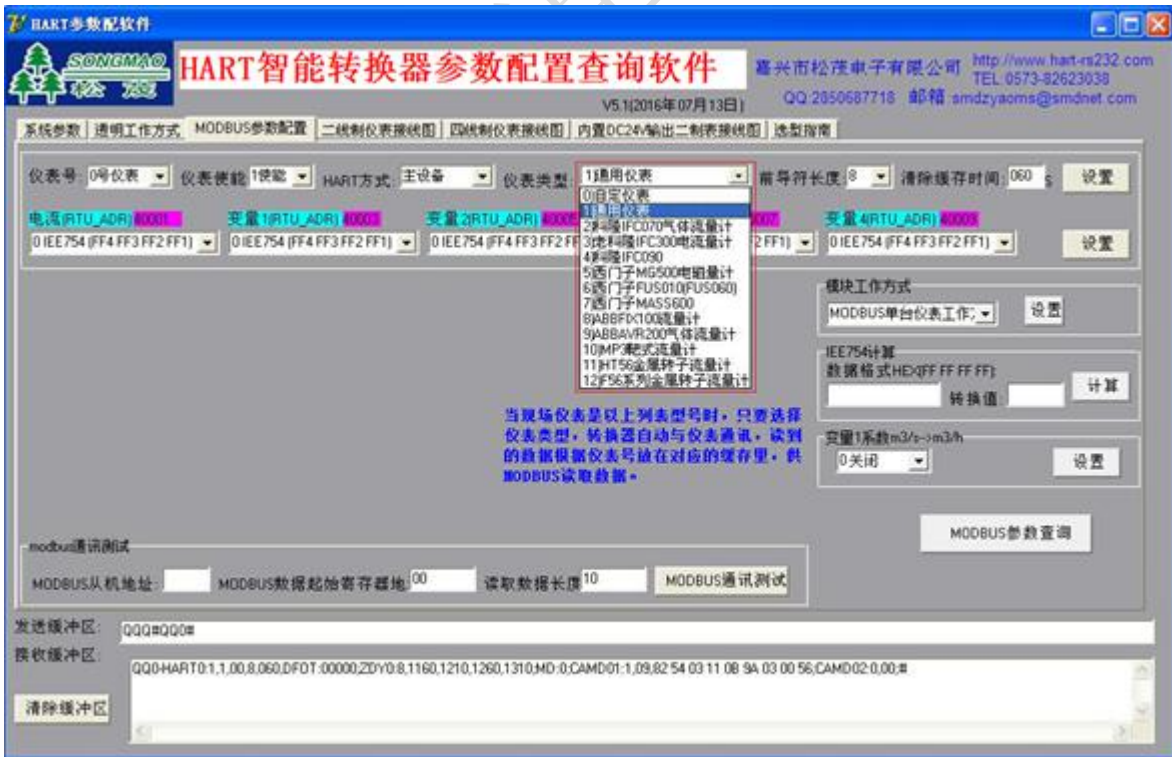 HART参数配软件
SONGMAO
松茂
HART智能转换器参数配置查询软件
V5.1(2016年07月13日)
嘉兴市松茂电子有限公司 http://www.hart-rs232.com
TEL:0573-82623038
QQ:2850687718 邮箱:smdzyaoms@smdnet.com
系统参数 透明工作方式 MODBUS参数配置 二线制仪表接线图 四线制仪表接线图 内置DC24V输出二制表接线图 选型指南
仪表号: 0号仪表 仪表使能 1使能 HART方式: 主设备 仪表类型: 1)通用仪表 前导符长度: 8 清除缓存时间: 060 s 设置
0)自定仪表
1)通用仪表
2)科隆IFC070气体流量计
3)老科隆IFC300电流量计
4)科隆IFC090
5)西门子MG500电磁量计
6)西门子FUS010(FUS060)
7)西门子MASS600
8)ABBFIX100流量计
9)ABBAVR200气体流量计
10)MP3靶式流量计
11)HT56金属转子流量计
12)F56系列金属转子流量计
电流(RTU_ADR) 40001 变量1(RTU_ADR) 40003 变量2(RTU_ADR) 40005 007 变量4(RTU_ADR) 40009
0 IEE754 (FF4 FF3 FF2 FF1) 0 IEE754 (FF4 FF3 FF2 FF1) 0 IEE754 (FF4 FF3 FF2 FF 2 FF1) 0 IEE754 (FF4 FF3 FF2 FF1) 设置
模块工作方式
MODBUS单台仪表工作 设置
IEE754计算
数据格式HEX(FF FF FF FF):
转换值: 计算
当现场仪表是以上列表型号时,只要选择
仪表类型,转换器自动与仪表通讯,读到
的数据根据仪表号放在对应的缓存里,供
MODBUS读取数据。
变量1系数m3/s->m3/h
0关闭 设置
MODBUS参数查询
modbus通讯测试
MODBUS从机地址: MODBUS数据起始寄存器地 00 读取数据长度 10 MODBUS通讯测试
发送缓冲区: QQQ#QQ0#
接收缓冲区:
QQ0-HART0:1,1,00,8,060,DFOT:00000,ZDY0:8,1160,1210,1260,1310;MD:0;CAMD01:1,09,82 54 03 11 0B 9A 03 00 56;CAMD02:0,00;#
清除缓冲区